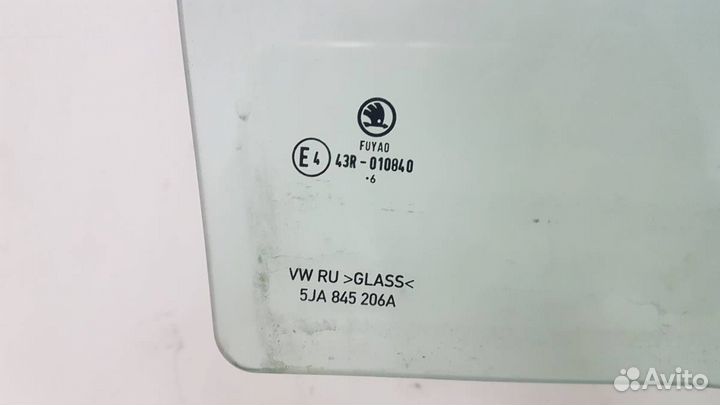 FUYAO
E4 43R-010840
·6
VW RU >GLASS<
5JA 845 206A
Avito